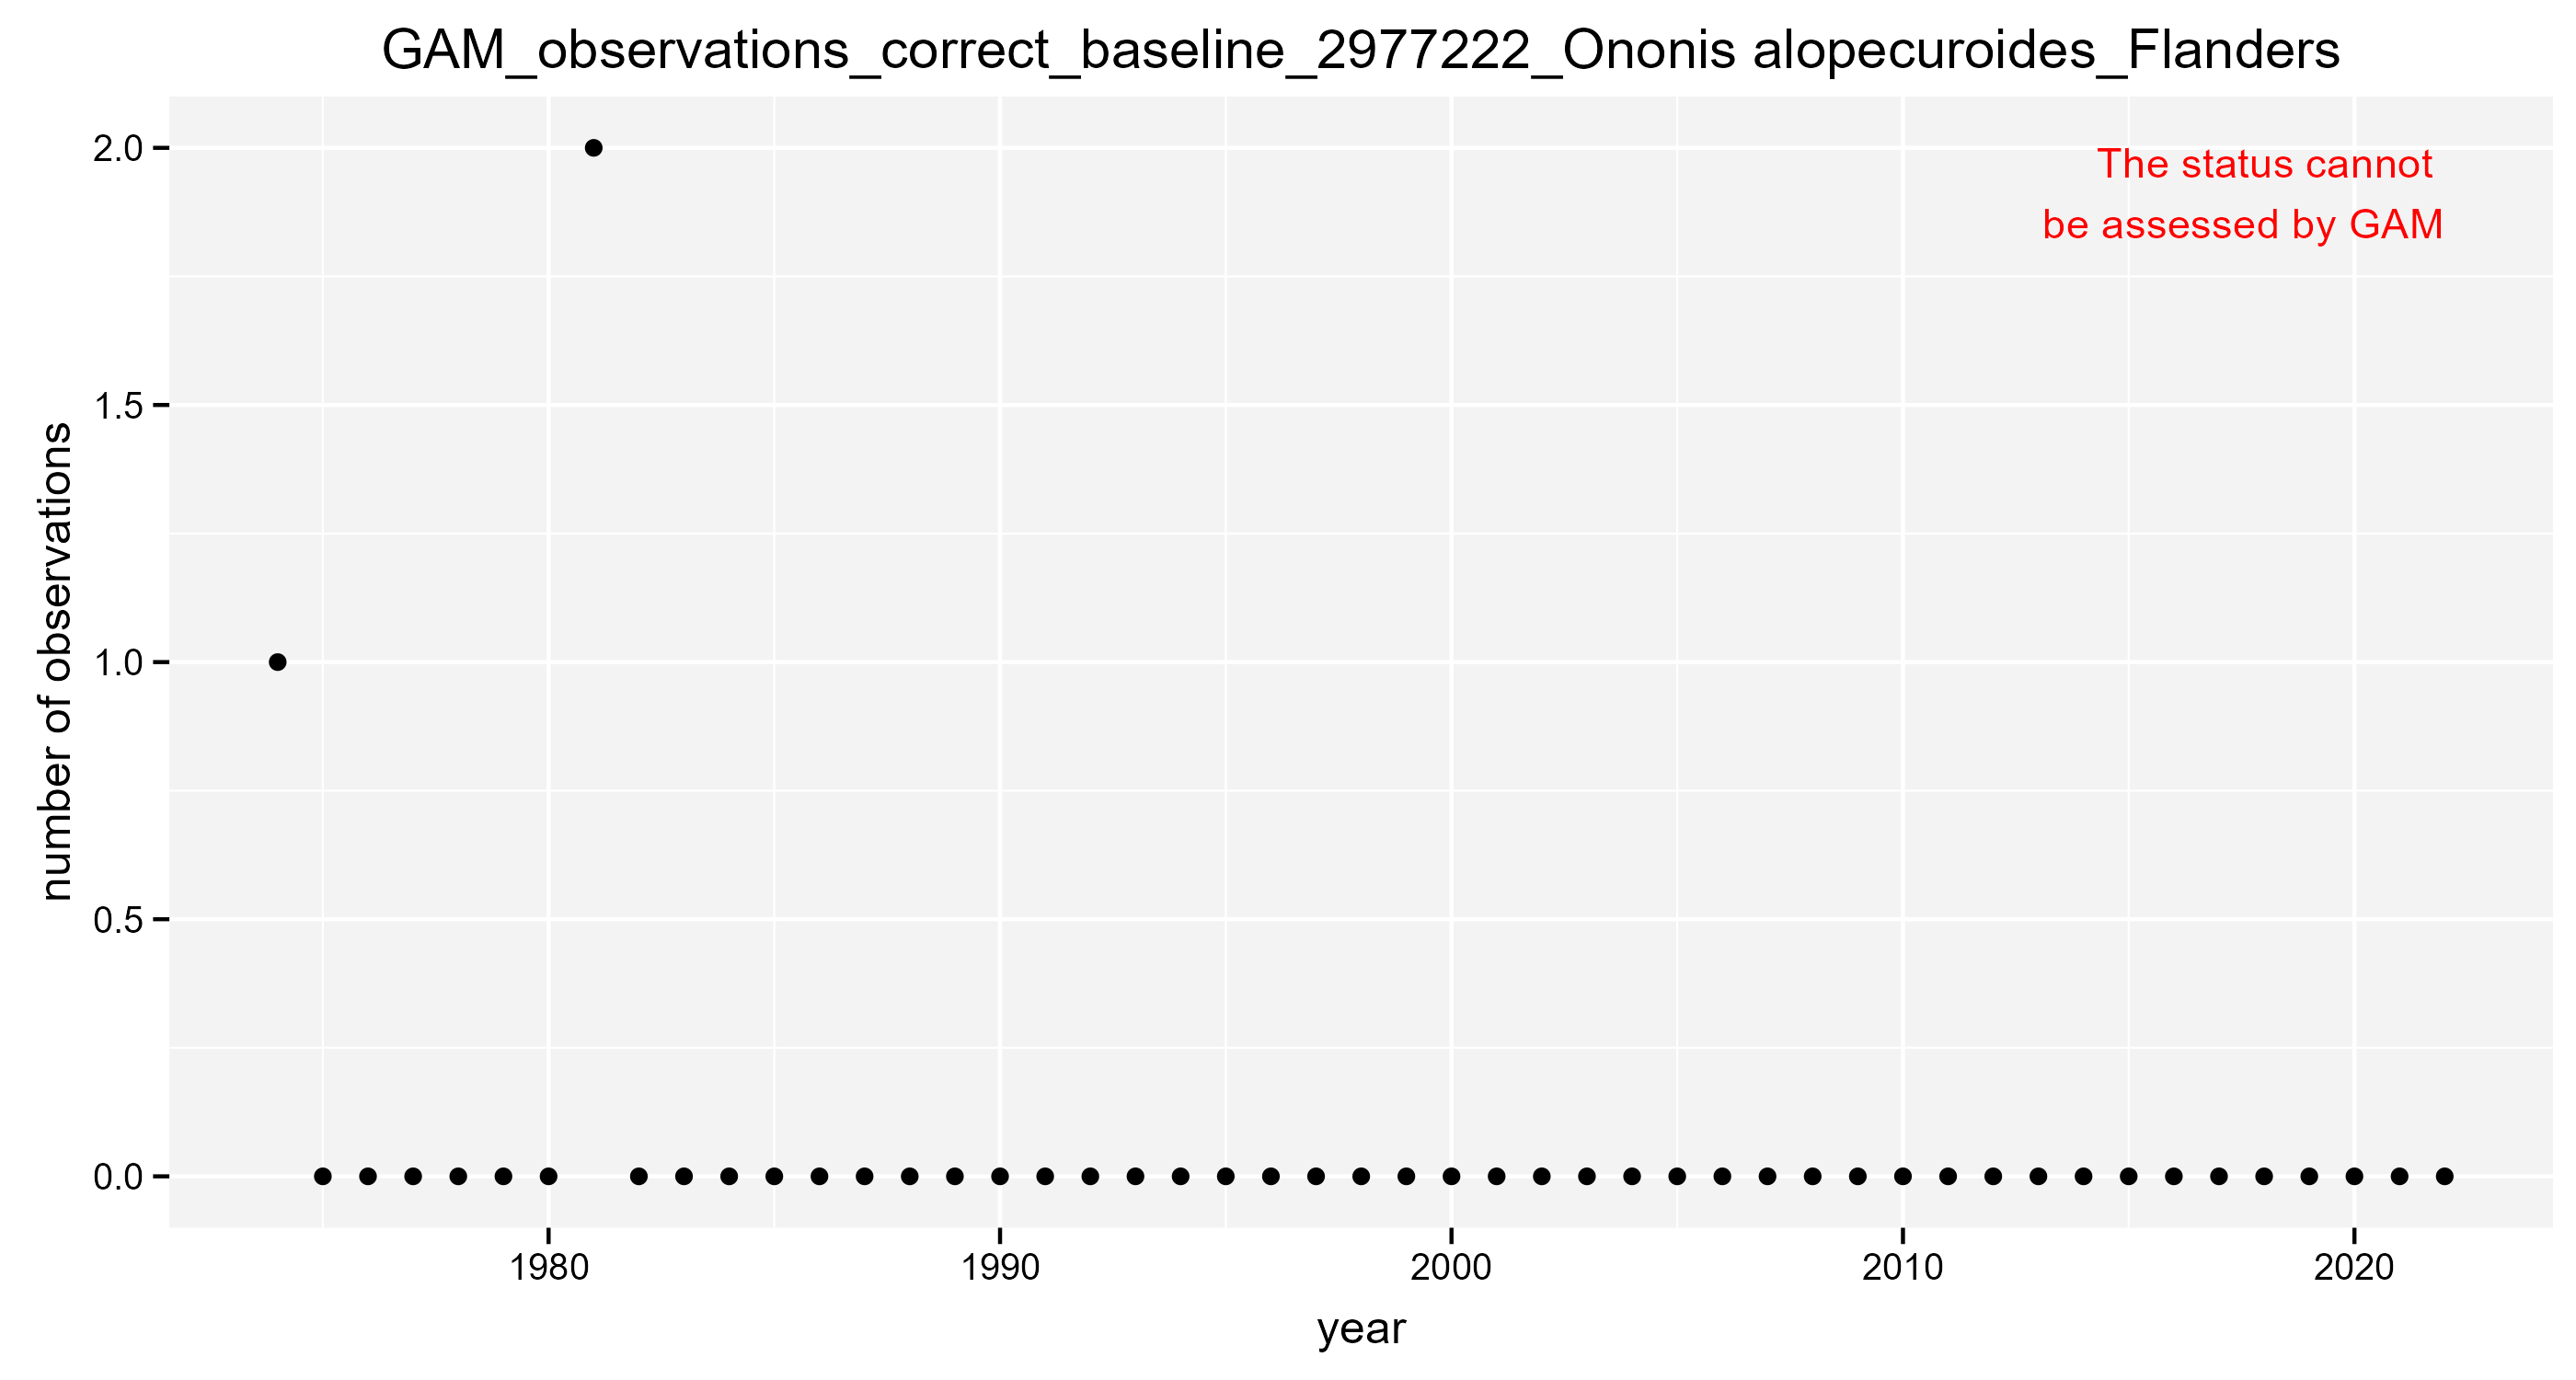 GAM_observations_correct_baseline_2977222_Ononis alopecuroides_Flanders
The status cannot
be assessed by GAM
number of observations
2.0
1.5
1.0
0.5
0.0
1980 1990 2000 2010 2020
year